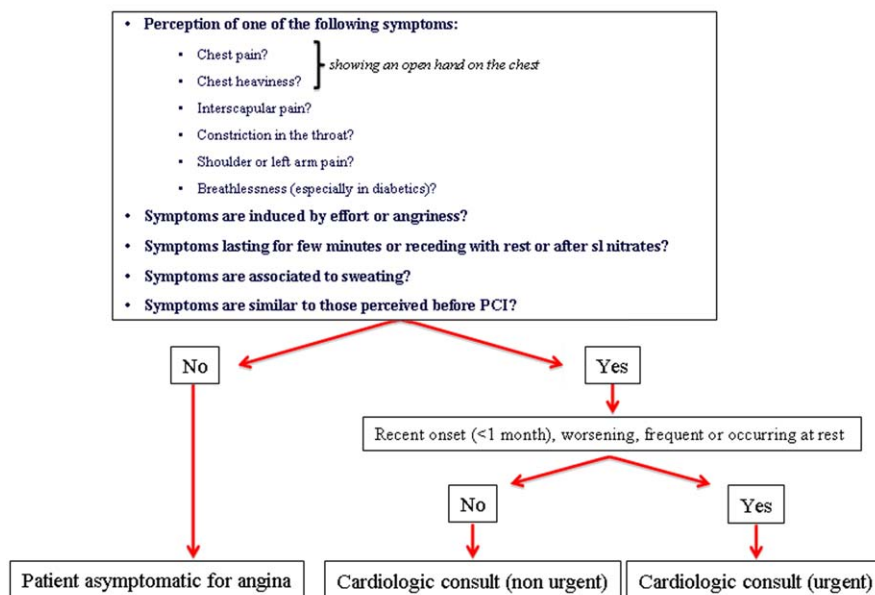 • Perception of one of the following symptoms:
• Chest pain?
• Chest heaviness?
showing an open hand on the chest
• Interscapular pain?
• Constriction in the throat?
• Shoulder or left arm pain?
• Breathlessness (especially in diabetics)?
• Symptoms are induced by effort or angriness?
• Symptoms lasting for few minutes or receding with rest or after sl nitrates?
• Symptoms are associated to sweating?
• Symptoms are similar to those perceived before PCI?
No
Yes
Recent onset (<1 month), worsening, frequent or occurring at rest
No
Yes
Patient asymptomatic for angina
Cardiologic consult (non urgent)
Cardiologic consult (urgent)